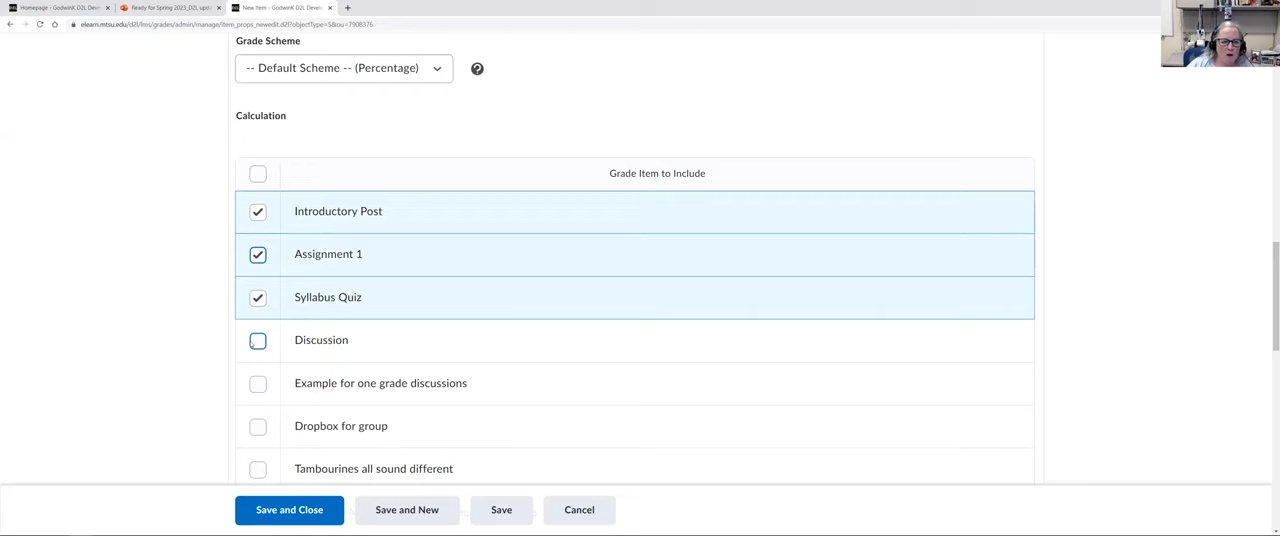 Homepage - GodwinK D2L Devel
Ready for Spring 2023_D2L upda
New Item - GodwinK D2L Develo
elearn.mtsu.edu/d2l/lms/grades/admin/manage/item_props_newedit.d2l?objectType=5&ou=7908376
Grade Scheme
-- Default Scheme -- (Percentage)
Calculation
Grade Item to Include
Introductory Post
Assignment 1
Syllabus Quiz
Discussion
Example for one grade discussions
Dropbox for group
Tambourines all sound different
Save and Close
Save and New
Save
Cancel